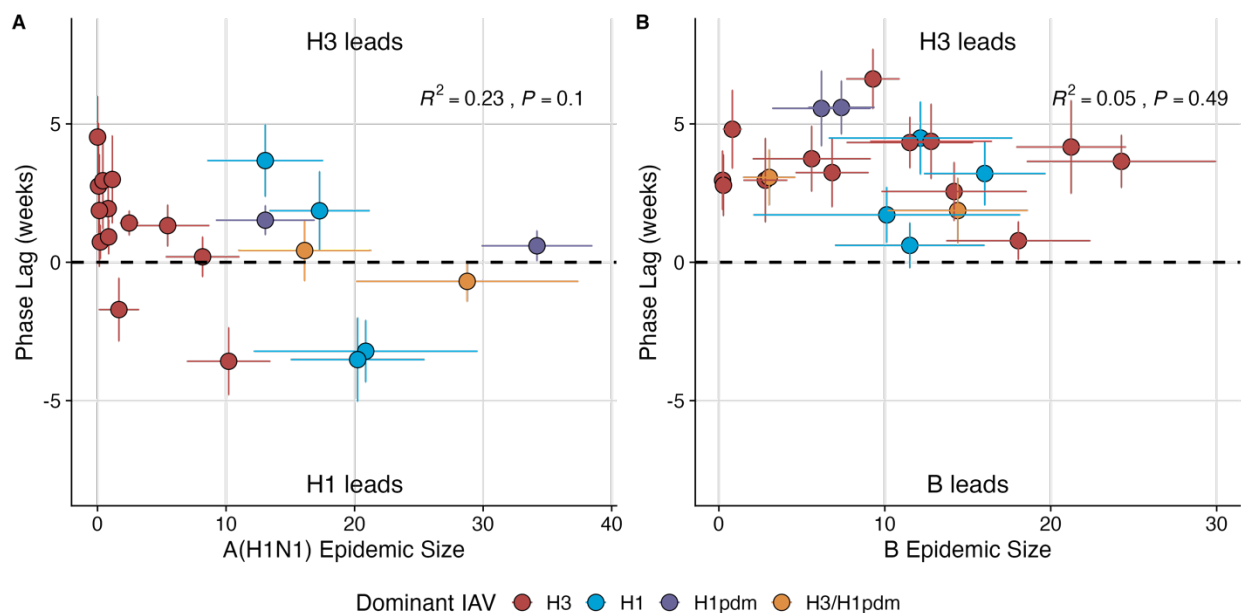 A
H3 leads
R² = 0.23 , P = 0.1
5
0
-5
Phase Lag (weeks)
H1 leads
0 10 20 30 40
A(H1N1) Epidemic Size
B
H3 leads
R² = 0.05 , P = 0.49
5
0
-5
Phase Lag (weeks)
B leads
0 10 20 30
B Epidemic Size
Dominant IAV H3 H1 H1pdm H3/H1pdm